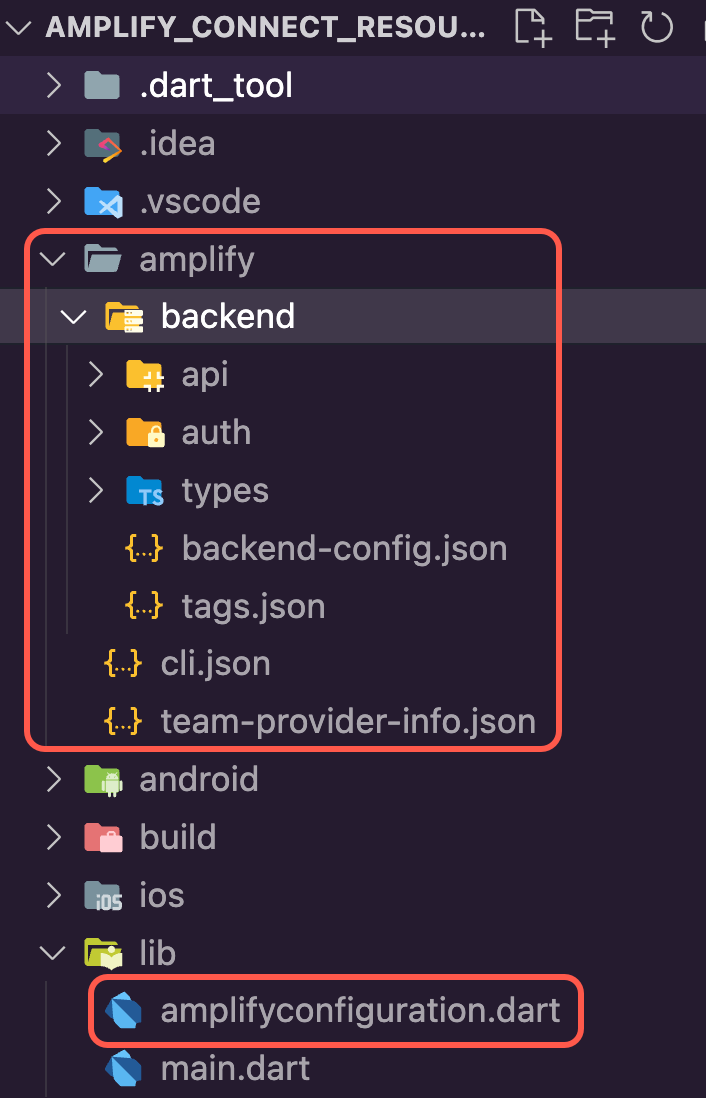 AMPLIFY_CONNECT_RESOU...
.dart_tool
.idea
.vscode
amplify
backend
api
auth
TS types
{...} backend-config.json
{...} tags.json
{...} cli.json
{...} team-provider-info.json
android
build
iOS ios
lib
amplifyconfiguration.dart
main.dart